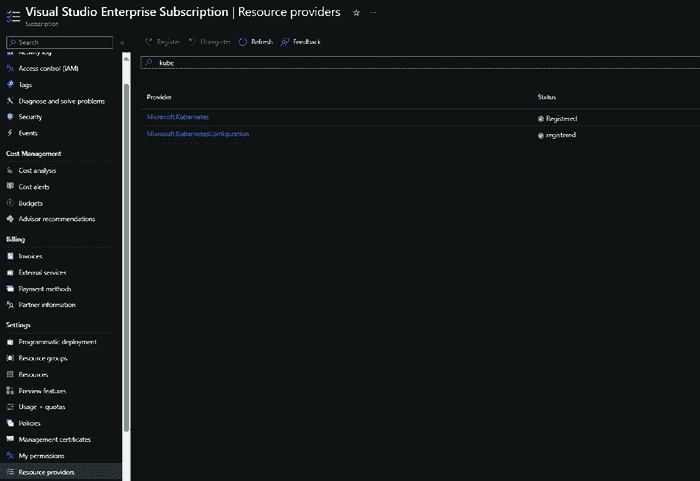 Visual Studio Enterprise Subscription | Resource providers ☆ ...
Subscription
Search
Register Unregister Refresh Feedback
Activity log
kube
Access control (IAM)
Tags
Provider Status
Diagnose and solve problems
Security
Microsoft.Kubernetes Registered
Events
Microsoft.KubernetesConfiguration registered
Cost Management
Cost analysis
Cost alerts
Budgets
Advisor recommendations
Billing
Invoices
External services
Payment methods
Partner information
Settings
Programmatic deployment
Resource groups
Resources
Preview features
Usage + quotas
Policies
Management certificates
My permissions
Resource providers